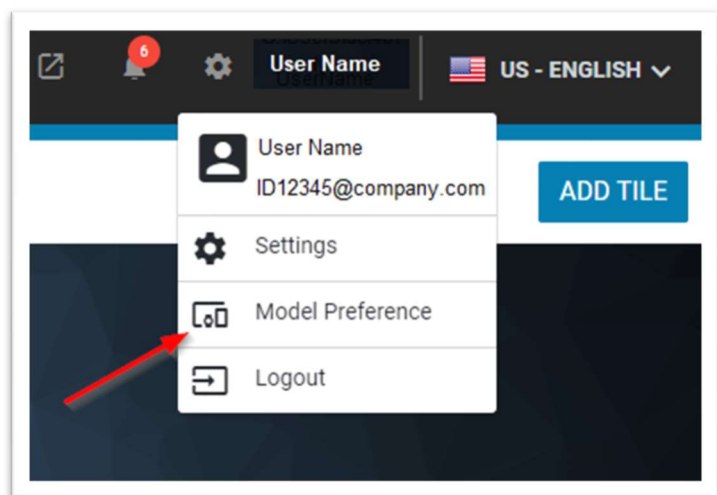 6
User Name
US - ENGLISH
User Name
ID12345@company.com
ADD TILE
Settings
Model Preference
Logout